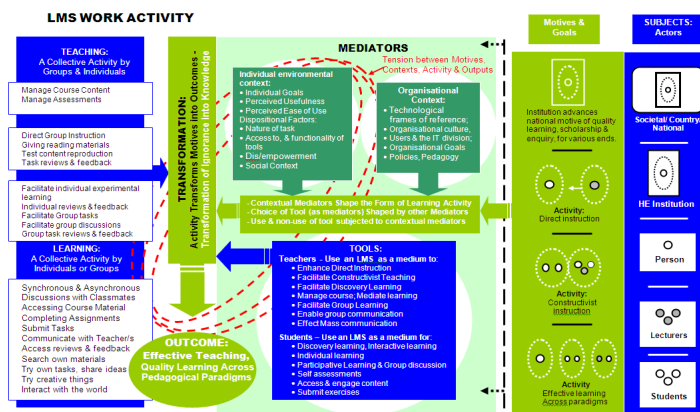 LMS WORK ACTIVITY
TEACHING:
A Collective Activity by
Groups & Individuals
Manage Course Content
Manage Assessments
Direct Group Instruction
Giving reading materials
Test content reproduction
Task reviews & feedback
Facilitate individual experimental
learning
Individual reviews & feedback
Facilitate Group tasks
Facilitate group discussions
Group task reviews & feedback
LEARNING:
A Collective Activity by
Individuals or Groups
Synchronous & Asynchronous
Discussions with Classmates
Accessing Course Material
Completing Assignments
Submit Tasks
Communicate with Teacher's
Access reviews & feedback
Search own materials
Try own tasks, share ideas
Try creative things
Interact with the world
TRANSFORMATION:
Activity Transforms Motives into Outcomes -
Transformation of Ignorance into Knowledge
OUTCOME:
Effective Teaching,
Quality Learning Across
Pedagogical Paradigms
MEDIATORS
Tension between Motives,
Contexts, Activity & Outputs
Individual environmental
context:
• Individual Goals
• Perceived Usefulness
• Perceived Ease of Use
Dispositional Factors:
• Nature of task
• Access to, & functionality of
tools
• Dis/empowerment
• Social Context
Organisational
Context:
• Technological
frames of reference;
• Organisational culture,
• Users & the IT division;
• Organisational Goals
• Policies, Pedagogy
-Contextual Mediators Shape the Form of Learning Activity
-Choice of Tool (as mediators) Shaped by other Mediators
-Use & non-use of tool subjected to contextual mediators
TOOLS:
Teachers - Use an LMS as a medium to:
• Enhance Direct Instruction
• Facilitate Constructivist Teaching
• Facilitate Discovery Learning
• Manage course; Mediate learning
• Facilitate Group Learning
• Enable group communication
• Effect Mass communication
Students – Use an LMS as a medium for:
• Discovery learning, Interactive learning
• Individual learning
• Participative Learning & Group discussion
• Self assessments
• Access & engage content
• Submit exercises
Motives &
Goals
Institution advances
national motive of quality
learning, scholarship &
enquiry, for various ends.
Activity:
Direct instruction
Activity:
Constructivist
instruction
Activity
Effective learning
Across paradigms
SUBJECTS:
Actors
Societal/ Country/
National
HE Institution
Person
Lecturers
Students